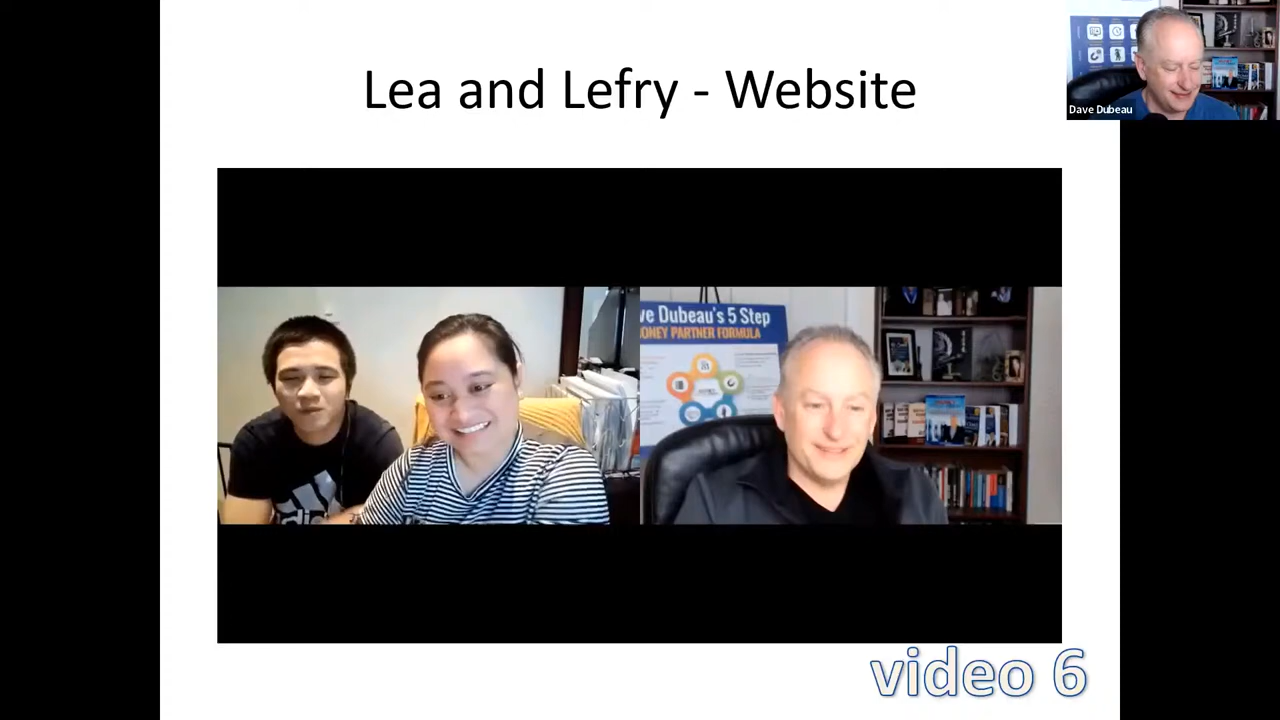 Lea and Lefry - Website
Dave Dubeau
ve Dubeau's 5 Step
ONEY PARTNER FORMULA
video 6